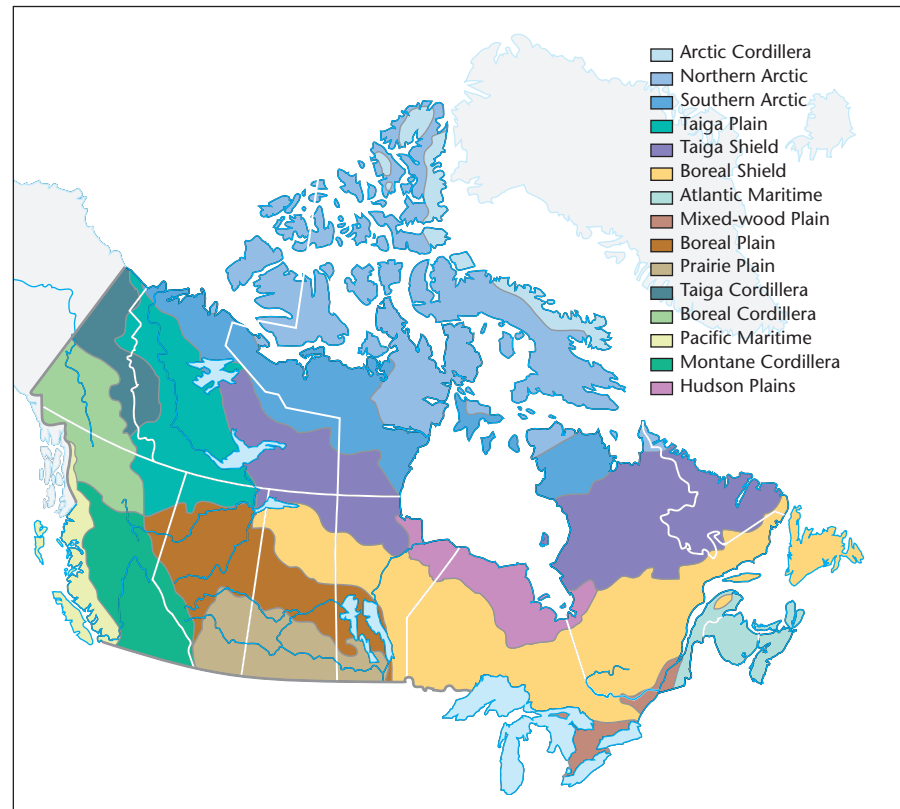 Arctic Cordillera
Northern Arctic
Southern Arctic
Taiga Plain
Taiga Shield
Boreal Shield
Atlantic Maritime
Mixed-wood Plain
Boreal Plain
Prairie Plain
Taiga Cordillera
Boreal Cordillera
Pacific Maritime
Montane Cordillera
Hudson Plains